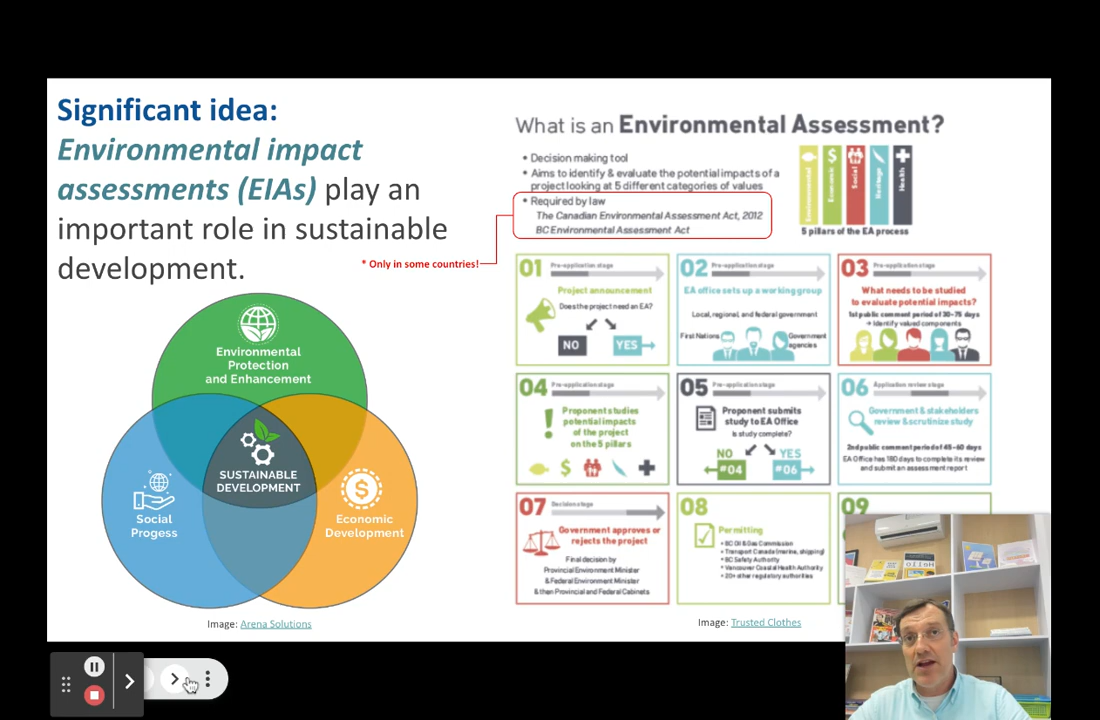 Significant idea:
Environmental impact
assessments (EIAs) play an
important role in sustainable
development.
* Only in some countries!
Environmental
Protection
and Enhancement
SUSTAINABLE
DEVELOPMENT
Social
Progess
Economic
Development
Image: Arena Solutions
What is an Environmental Assessment?
• Decision making tool
• Aims to identify & evaluate the potential impacts of a
project looking at 5 different categories of values
• Required by law
The Canadian Environmental Assessment Act, 2012
BC Environmental Assessment Act
Environmental
Economic
Social
Heritage
Health
5 pillars of the EA process
01 Pre-application stage
Project announcement
Does the project need an EA?
NO YES
02 Pre-application stage
EA office sets up a working group
Local, regional, and federal government
First Nations
Government
agencies
03 Pre-application stage
What needs to be studied
to evaluate potential impacts?
1st public comment period of 30-75 days
→ Identify valued components
04 Pre-application stage
Proponent studies
potential impacts
of the project
on the 5 pillars
05 Pre-application stage
Proponent submits
study to EA Office
Is study complete?
NO YES
#04 #06
06 Application review stage
Government & stakeholders
review & scrutinize study
2nd public comment period of 45-60 days
EA Office has 180 days to complete its review
and submit an assessment report
07 Decision stage
Government approves or
rejects the project
Final decision by
Provincial Environment Minister
& Federal Environment Minister
& then Provincial and Federal Cabinets
08
Permitting
• BC Oil & Gas Commission
• Transport Canada (marine, shipping)
• BC Safety Authority
• Vancouver Coastal Health Authority
• 20+ other regulatory authorities
09
Image: Trusted Clothes